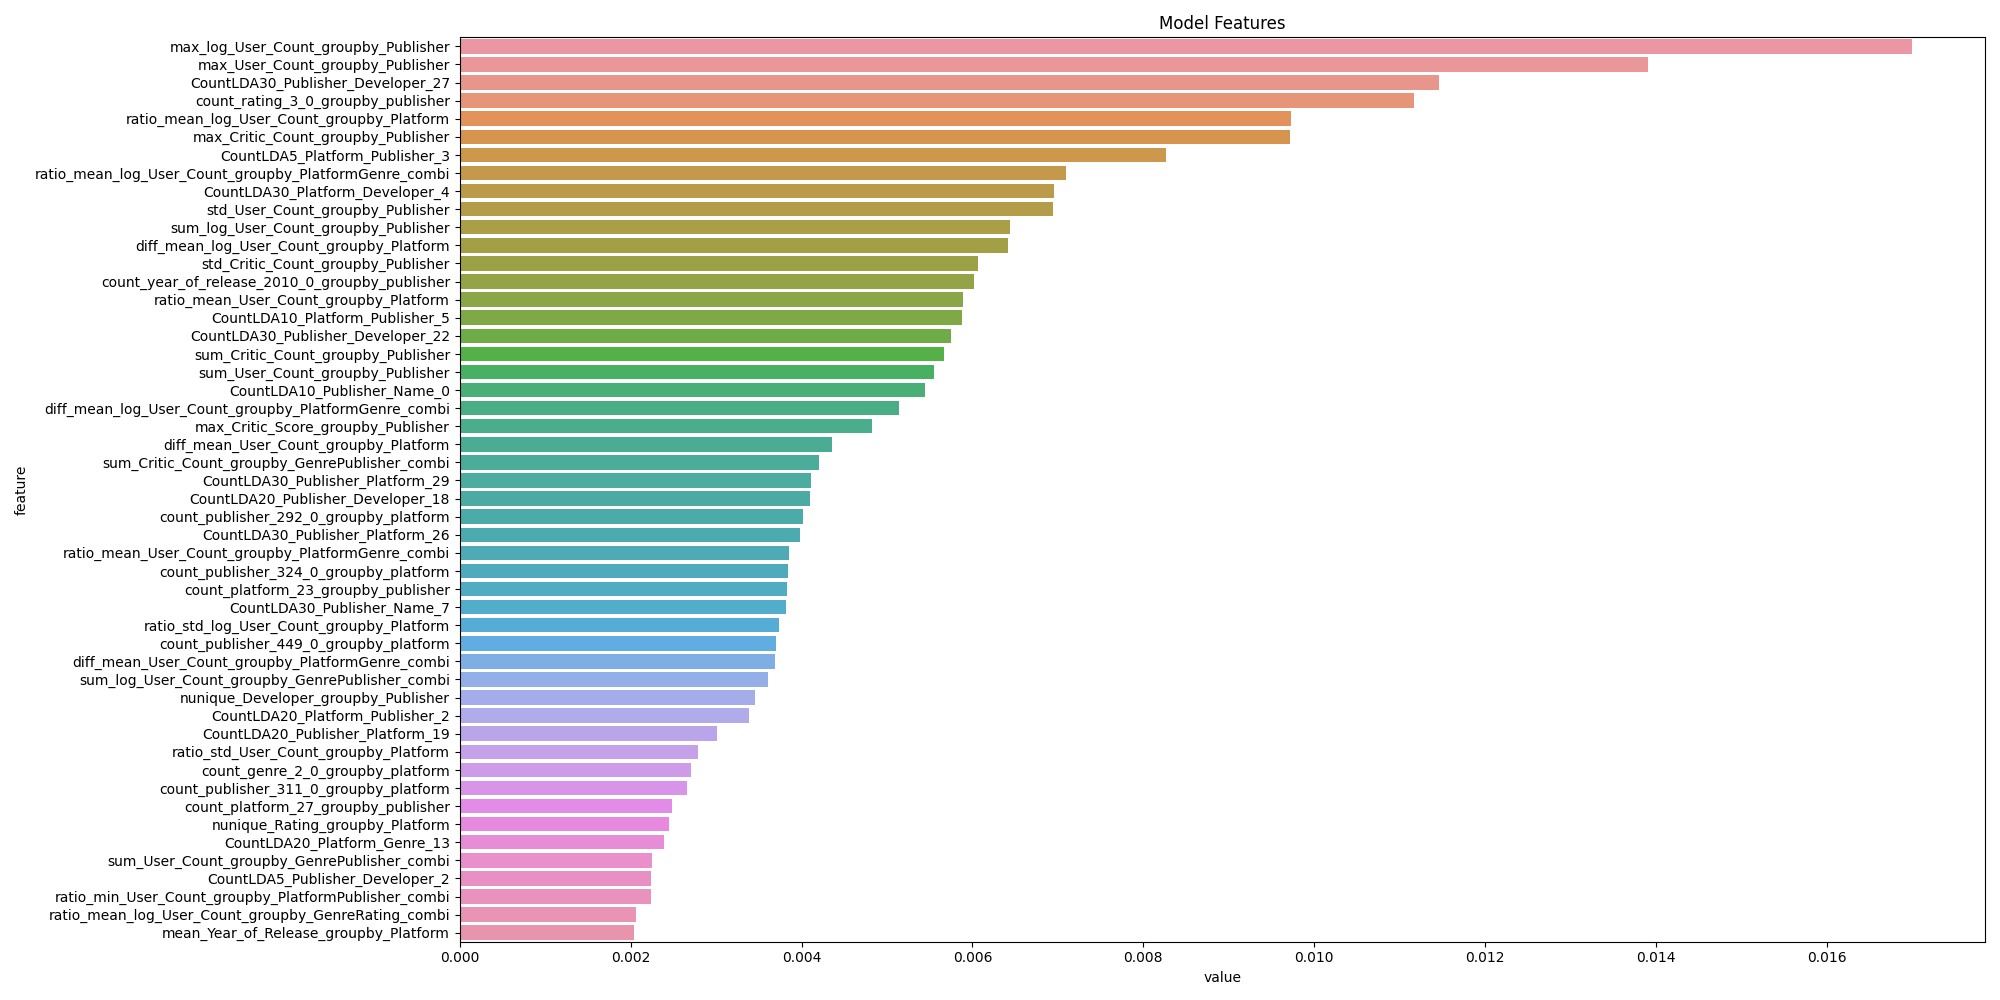 Model Features
feature
max_log_User_Count_groupby_Publisher
max_User_Count_groupby_Publisher
CountLDA30_Publisher_Developer_27
count_rating_3_0_groupby_publisher
ratio_mean_log_User_Count_groupby_Platform
max_Critic_Count_groupby_Publisher
CountLDA5_Platform_Publisher_3
ratio_mean_log_User_Count_groupby_PlatformGenre_combi
CountLDA30_Platform_Developer_4
std_User_Count_groupby_Publisher
sum_log_User_Count_groupby_Publisher
diff_mean_log_User_Count_groupby_Platform
std_Critic_Count_groupby_Publisher
count_year_of_release_2010_0_groupby_publisher
ratio_mean_User_Count_groupby_Platform
CountLDA10_Platform_Publisher_5
CountLDA30_Publisher_Developer_22
sum_Critic_Count_groupby_Publisher
sum_User_Count_groupby_Publisher
CountLDA10_Publisher_Name_0
diff_mean_log_User_Count_groupby_PlatformGenre_combi
max_Critic_Score_groupby_Publisher
diff_mean_User_Count_groupby_Platform
sum_Critic_Count_groupby_GenrePublisher_combi
CountLDA30_Publisher_Platform_29
CountLDA20_Publisher_Developer_18
count_publisher_292_0_groupby_platform
CountLDA30_Publisher_Platform_26
ratio_mean_User_Count_groupby_PlatformGenre_combi
count_publisher_324_0_groupby_platform
count_platform_23_groupby_publisher
CountLDA30_Publisher_Name_7
ratio_std_log_User_Count_groupby_Platform
count_publisher_449_0_groupby_platform
diff_mean_User_Count_groupby_PlatformGenre_combi
sum_log_User_Count_groupby_GenrePublisher_combi
nunique_Developer_groupby_Publisher
CountLDA20_Platform_Publisher_2
CountLDA20_Publisher_Platform_19
ratio_std_User_Count_groupby_Platform
count_genre_2_0_groupby_platform
count_publisher_311_0_groupby_platform
count_platform_27_groupby_publisher
nunique_Rating_groupby_Platform
CountLDA20_Platform_Genre_13
sum_User_Count_groupby_GenrePublisher_combi
CountLDA5_Publisher_Developer_2
ratio_min_User_Count_groupby_PlatformPublisher_combi
ratio_mean_log_User_Count_groupby_GenreRating_combi
mean_Year_of_Release_groupby_Platform
0.000 0.002 0.004 0.006 0.008 0.010 0.012 0.014 0.016
value